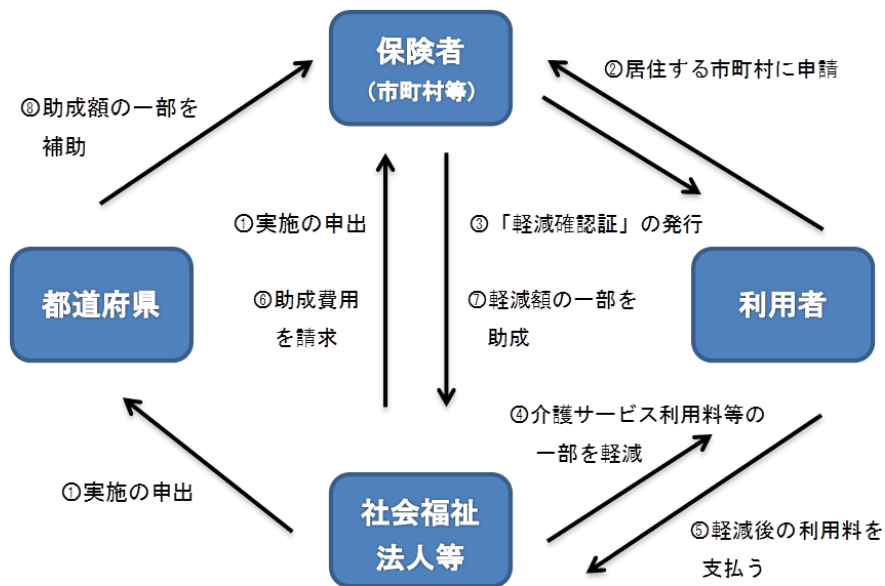 保険者
（市町村等）
②居住する市町村に申請
⑧助成額の一部を
補助
①実施の申出
③「軽減確認証」の発行
都道府県
⑥助成費用
を請求
⑦軽減額の一部を
助成
利用者
④介護サービス利用料等の
一部を軽減
①実施の申出
社会福祉
法人等
⑤軽減後の利用料を
支払う